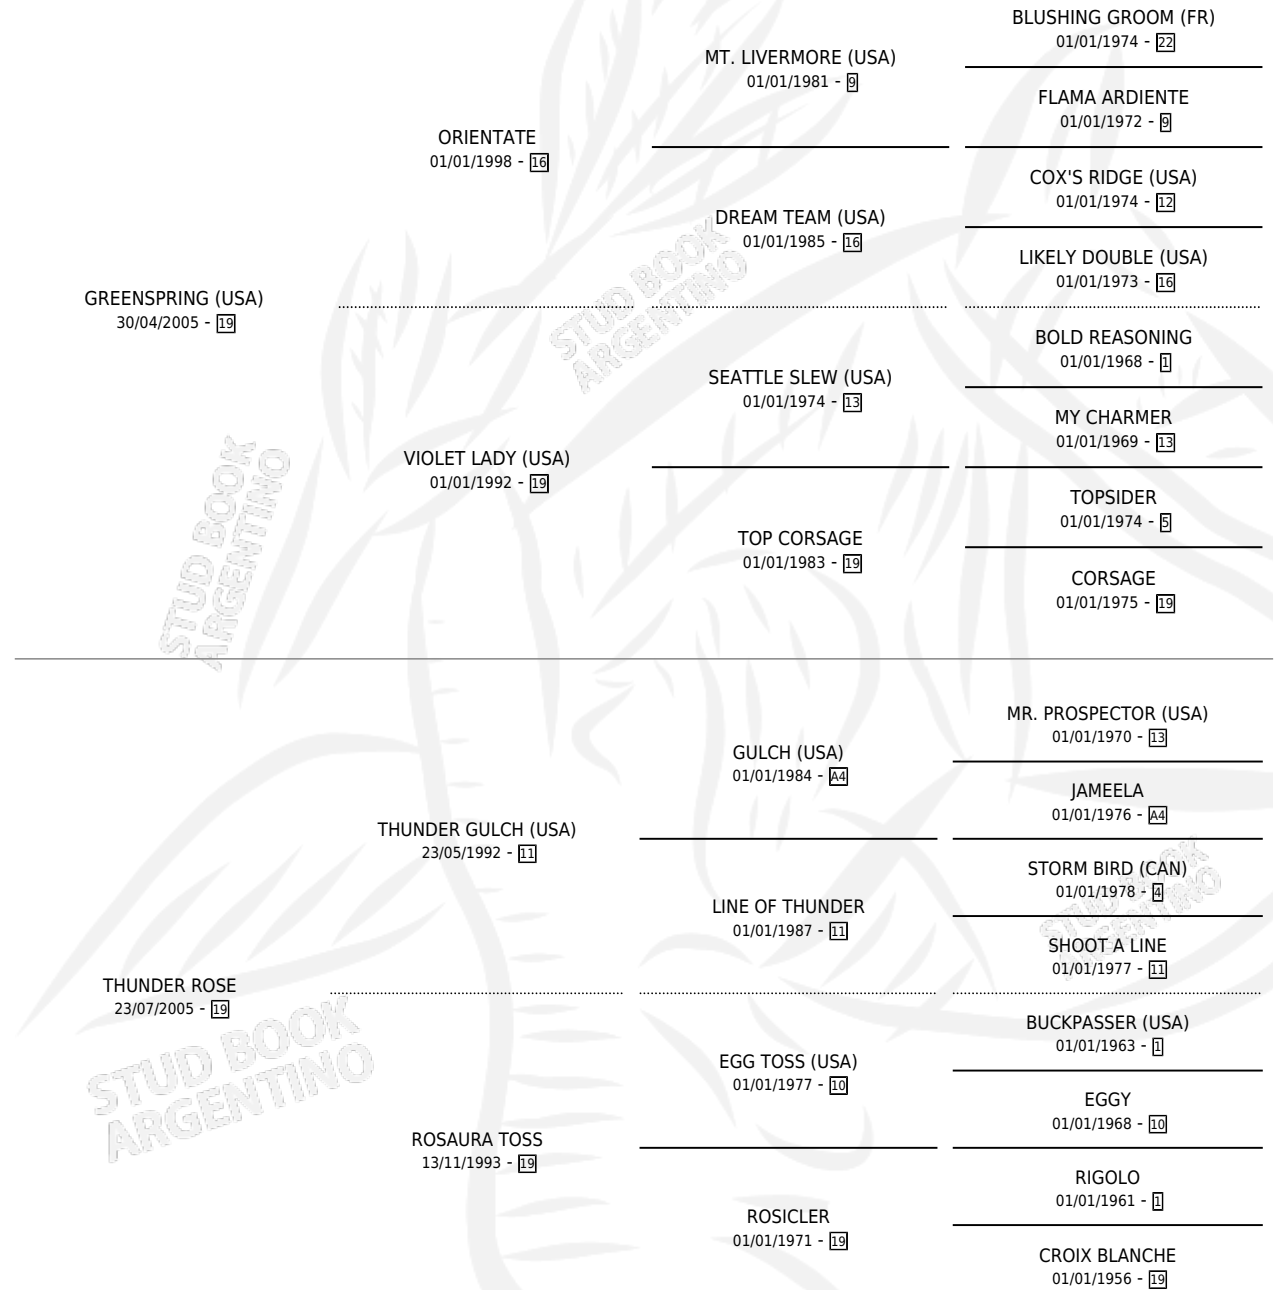 BLUSHING GROOM (FR)
01/01/1974 - 22
MT. LIVERMORE (USA)
01/01/1981 - 9
FLAMA ARDIENTE
01/01/1972 - 9
ORIENTATE
01/01/1998 - 16
COX'S RIDGE (USA)
01/01/1974 - 12
DREAM TEAM (USA)
01/01/1985 - 16
LIKELY DOUBLE (USA)
01/01/1973 - 16
GREENSPRING (USA)
30/04/2005 - 19
STUD BOOK
ARGENTINO
BOLD REASONING
01/01/1968 - 1
SEATTLE SLEW (USA)
01/01/1974 - 13
MY CHARMER
01/01/1969 - 13
VIOLET LADY (USA)
01/01/1992 - 19
TOPSIDER
01/01/1974 - 5
TOP CORSAGE
01/01/1983 - 19
CORSAGE
01/01/1975 - 19
STUD BOOK
ARGENTINO
MR. PROSPECTOR (USA)
01/01/1970 - 13
GULCH (USA)
01/01/1984 - A4
JAMEELA
01/01/1976 - A4
THUNDER GULCH (USA)
23/05/1992 - 11
STORM BIRD (CAN)
01/01/1978 - 4
LINE OF THUNDER
01/01/1987 - 11
STUD BOOK
ARGENTINO
SHOOT A LINE
01/01/1977 - 11
THUNDER ROSE
23/07/2005 - 19
STUD BOOK
ARGENTINO
BUCKPASSER (USA)
01/01/1963 - 1
EGG TOSS (USA)
01/01/1977 - 10
EGGY
01/01/1968 - 10
ROSAURA TOSS
13/11/1993 - 19
RIGOLO
01/01/1961 - 1
ROSICLER
01/01/1971 - 19
CROIX BLANCHE
01/01/1956 - 19